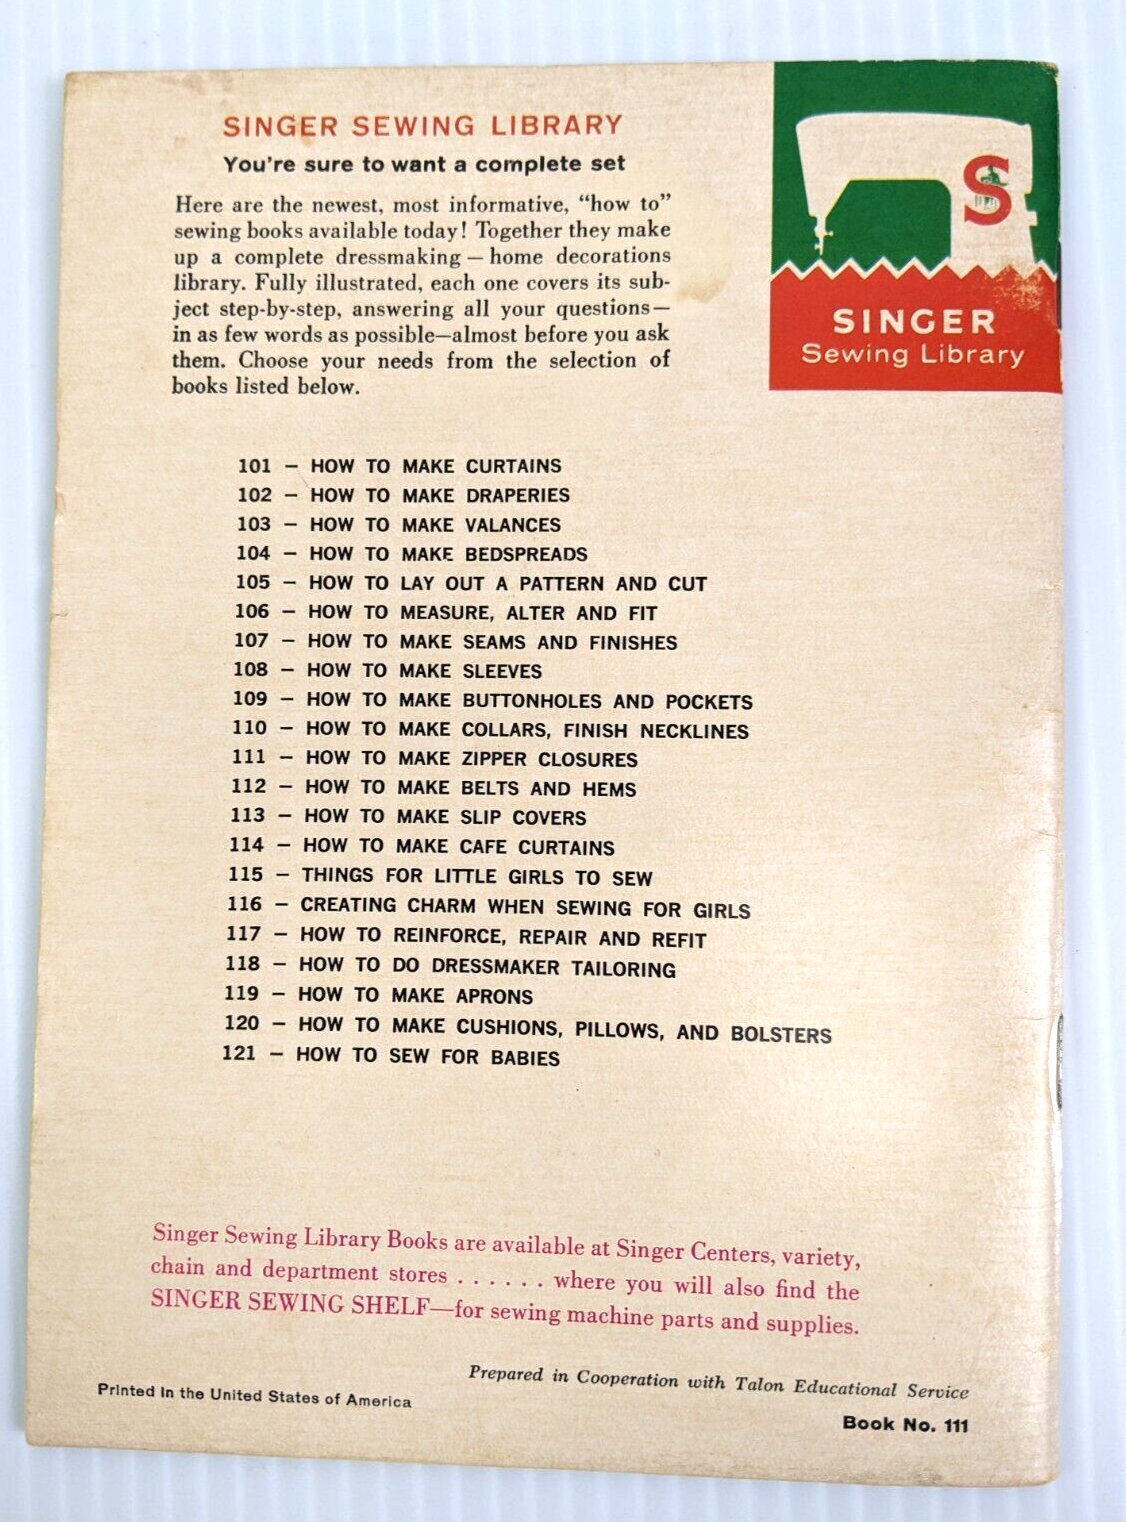 SINGER SEWING LIBRARY
You're sure to want a complete set
Here are the newest, most informative, “how to”
sewing books available today! Together they make
up a complete dressmaking — home decorations
library. Fully illustrated, each one covers its sub-
ject step-by-step, answering all your questions—
in as few words as possible—almost before you ask
them. Choose your needs from the selection of
books listed below.
S
SINGER
Sewing Library
101 – HOW TO MAKE CURTAINS
102 – HOW TO MAKE DRAPERIES
103 – HOW TO MAKE VALANCES
104 – HOW TO MAKE BEDSPREADS
105 – HOW TO LAY OUT A PATTERN AND CUT
106 – HOW TO MEASURE, ALTER AND FIT
107 – HOW TO MAKE SEAMS AND FINISHES
108 – HOW TO MAKE SLEEVES
109 – HOW TO MAKE BUTTONHOLES AND POCKETS
110 – HOW TO MAKE COLLARS, FINISH NECKLINES
111 – HOW TO MAKE ZIPPER CLOSURES
112 – HOW TO MAKE BELTS AND HEMS
113 – HOW TO MAKE SLIP COVERS
114 – HOW TO MAKE CAFE CURTAINS
115 – THINGS FOR LITTLE GIRLS TO SEW
116 – CREATING CHARM WHEN SEWING FOR GIRLS
117 – HOW TO REINFORCE, REPAIR AND REFIT
118 – HOW TO DO DRESSMAKER TAILORING
119 – HOW TO MAKE APRONS
120 – HOW TO MAKE CUSHIONS, PILLOWS, AND BOLSTERS
121 – HOW TO SEW FOR BABIES
Singer Sewing Library Books are available at Singer Centers, variety,
chain and department stores . . . . . . where you will also find the
SINGER SEWING SHELF—for sewing machine parts and supplies.
Prepared in Cooperation with Talon Educational Service
Printed in the United States of America
Book No. 111